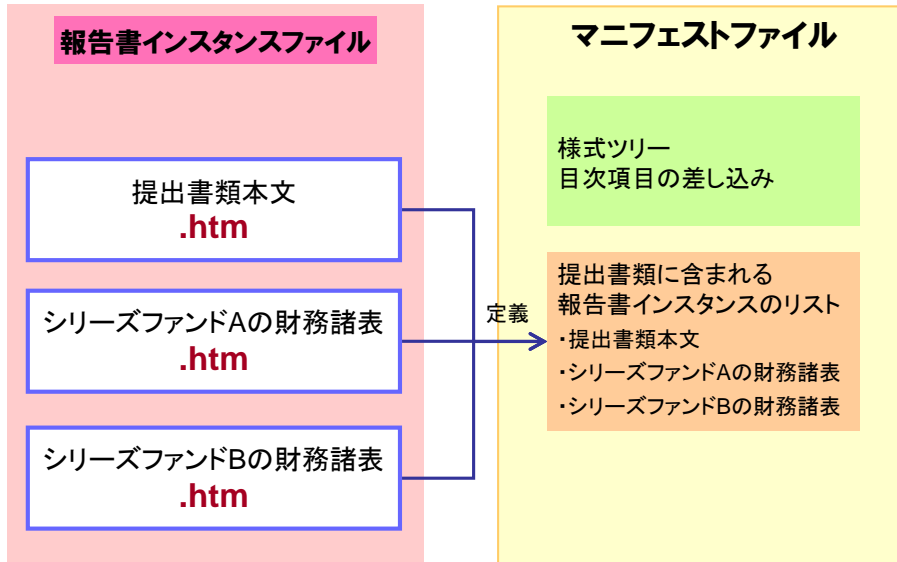 報告書インスタンスファイル
提出書類本文
.htm
シリーズファンドAの財務諸表
.htm
シリーズファンドBの財務諸表
.htm
定義
マニフェストファイル
様式ツリー
目次項目の差し込み
提出書類に含まれる
報告書インスタンスのリスト
・提出書類本文
・シリーズファンドAの財務諸表
・シリーズファンドBの財務諸表